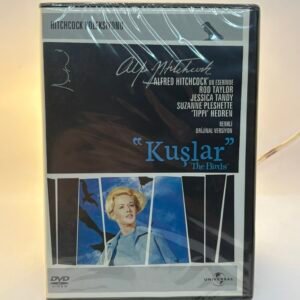 HITCHCOCK KOLEKSİYONU
Alfred Hitchcock
ALFRED HITCHCOCK'UN ESERİNDE
ROD TAYLOR
JESSICA TANDY
SUZANNE PLESHETTE
'TIPPI' HEDREN
RENKLİ
ORİJİNAL VERSİYON
"Kuşlar"
"The Birds"
DVD
VIDEO
UNIVERSAL